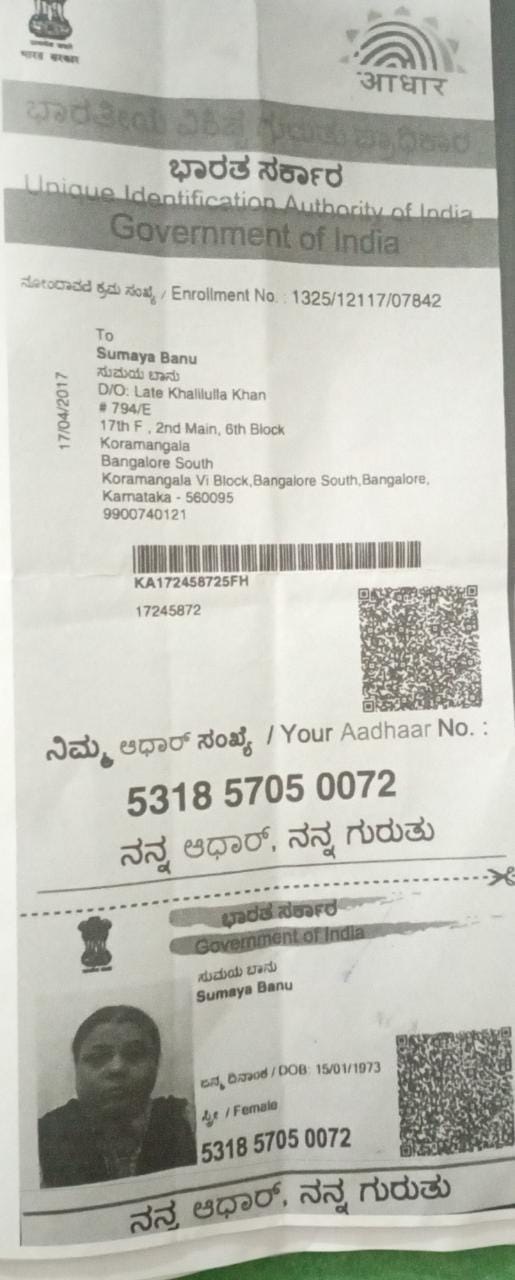 भारत सरकार
आधार
ಭಾರತೀಯ ವಿಶಿಷ್ಟ ಗುರುತು ಪ್ರಾಧಿಕಾರ
ಭಾರತ ಸರ್ಕಾರ
Unique Identification Authority of India
Government of India
ನೋಂದಾವಣೆ ಕ್ರಮ ಸಂಖ್ಯೆ / Enrollment No. : 1325/12117/07842
To
Sumaya Banu
ಸುಮಯ ಬಾನು
D/O: Late Khalilulla Khan
# 794/E
17th F , 2nd Main, 6th Block
Koramangala
Bangalore South
Koramangala Vi Block,Bangalore South,Bangalore,
Karnataka - 560095
9900740121
17/04/2017
KA172458725FH
17245872
ನಿಮ್ಮ ಆಧಾರ್ ಸಂಖ್ಯೆ / Your Aadhaar No. :
5318 5705 0072
ನನ್ನ ಆಧಾರ್, ನನ್ನ ಗುರುತು
ಭಾರತ ಸರ್ಕಾರ
Government of India
ಸುಮಯ ಬಾನು
Sumaya Banu
ಜನ್ಮ ದಿನಾಂಕ / DOB: 15/01/1973
ಸ್ತ್ರೀ / Female
5318 5705 0072
ನನ್ನ ಆಧಾರ್, ನನ್ನ ಗುರುತು